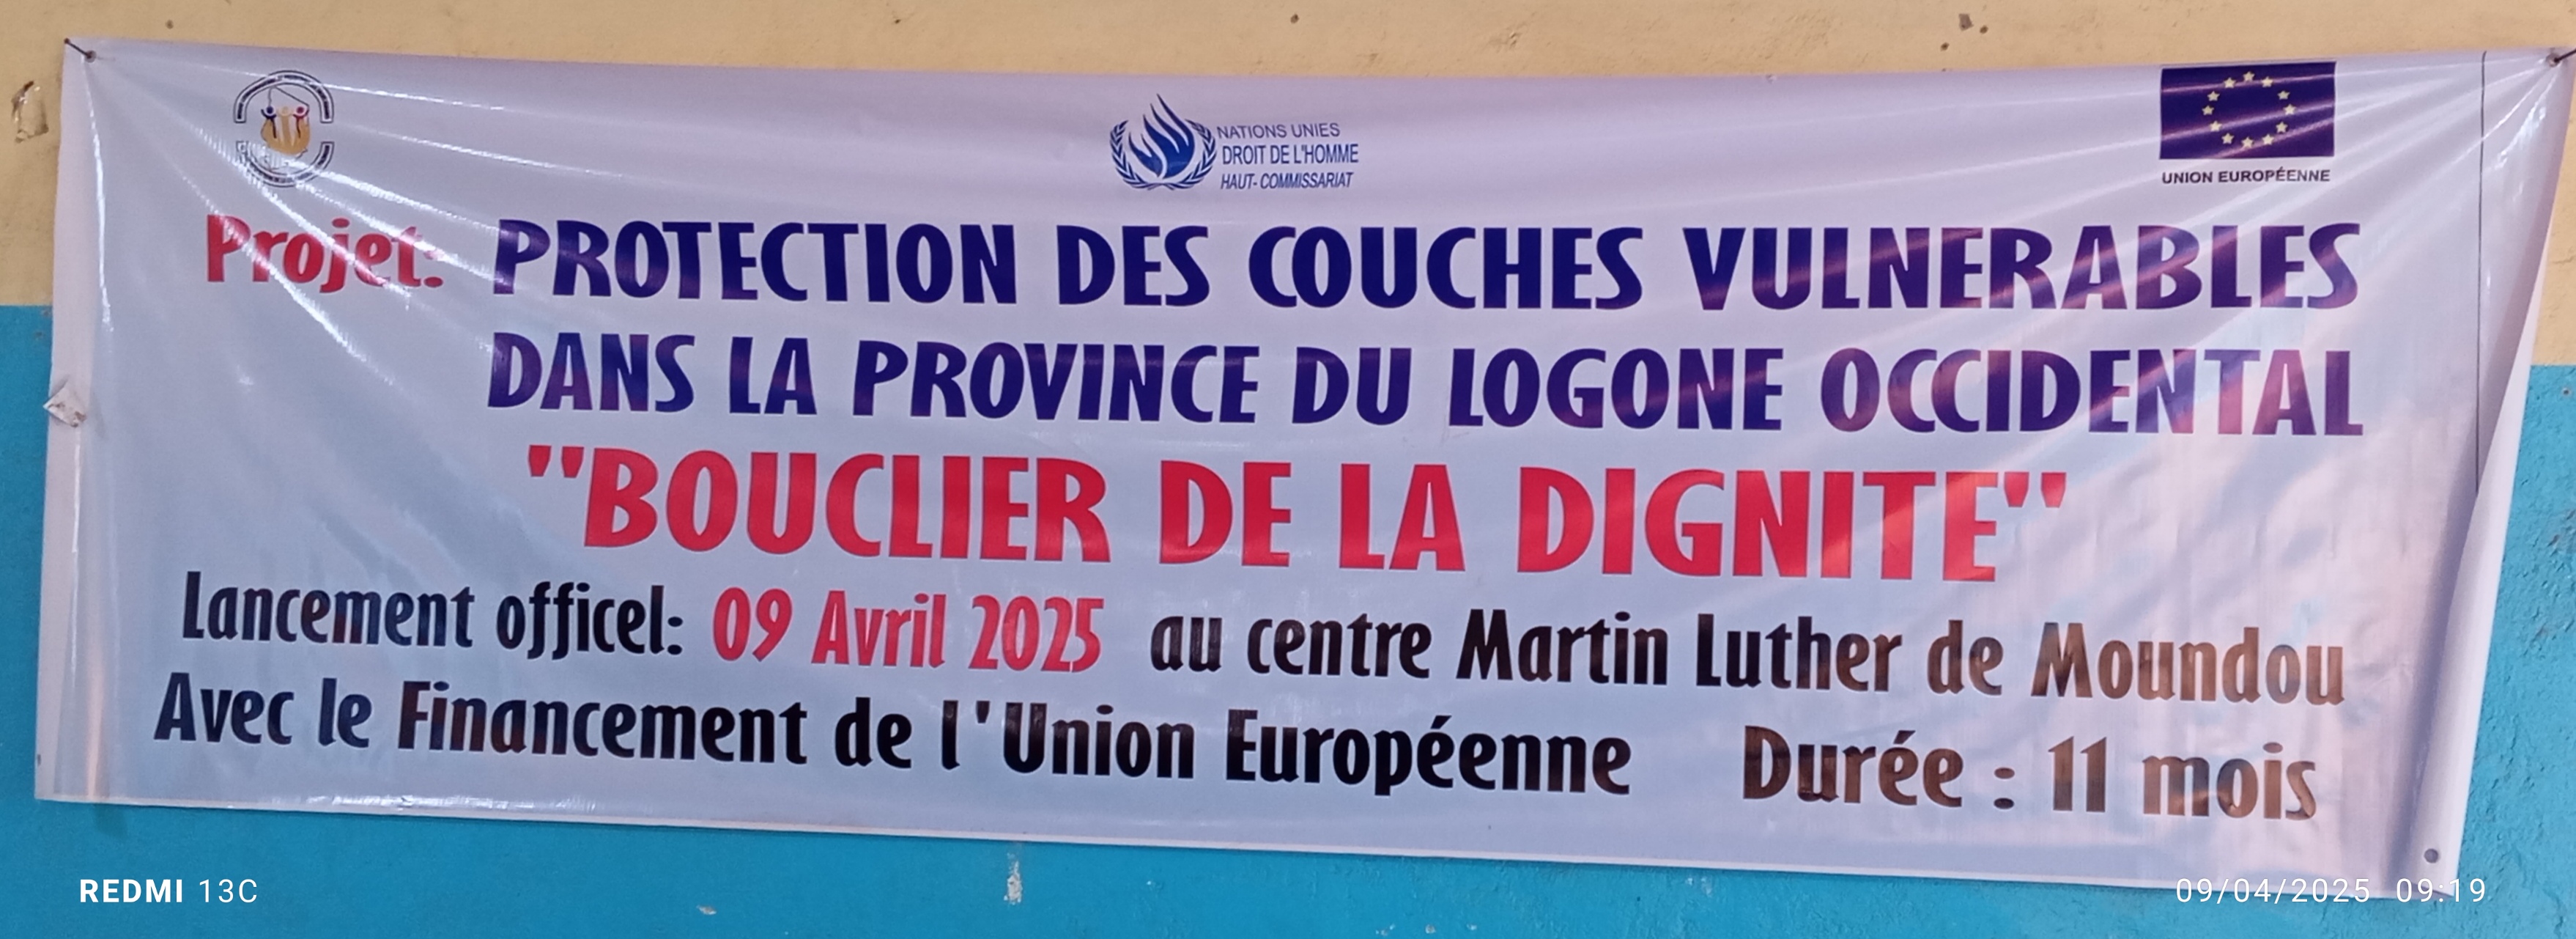 NATIONS UNIES
DROIT DE L'HOMME
HAUT- COMMISSARIAT
UNION EUROPÉENNE
Projet: PROTECTION DES COUCHES VULNERABLES
DANS LA PROVINCE DU LOGONE OCCIDENTAL
"BOUCLIER DE LA DIGNITE"
Lancement officel: 09 Avril 2025 au centre Martin Luther de Moundou
Avec le Financement de l'Union Européenne Durée : 11 mois
REDMI 13C
09/04/2025 09:19